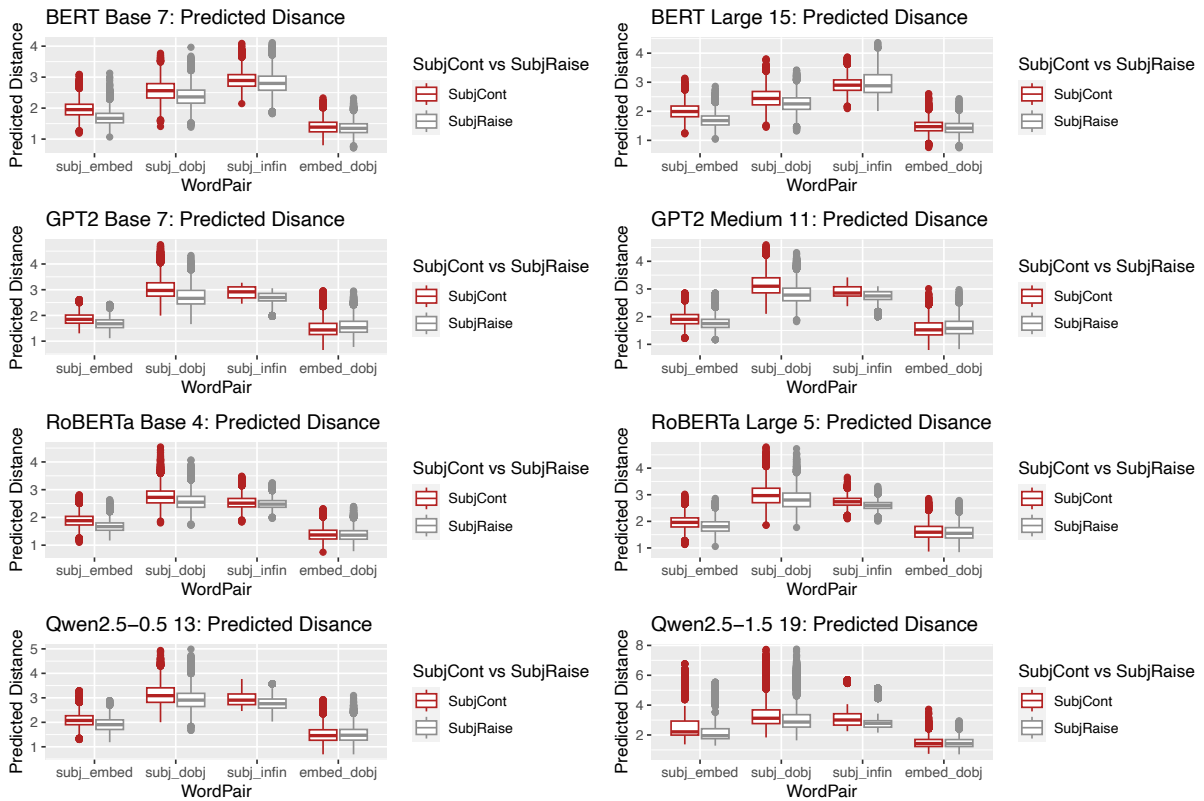 BERT Base 7: Predicted Disance
Predicted Distance
4
3
2
1
subj_embed subj_dobj subj_infin embed_dobj
WordPair
SubjCont vs SubjRaise
SubjCont
SubjRaise
BERT Large 15: Predicted Disance
Predicted Distance
4
3
2
1
subj_embed subj_dobj subj_infin embed_dobj
WordPair
SubjCont vs SubjRaise
SubjCont
SubjRaise
GPT2 Base 7: Predicted Disance
Predicted Distance
4
3
2
1
subj_embed subj_dobj subj_infin embed_dobj
WordPair
SubjCont vs SubjRaise
SubjCont
SubjRaise
GPT2 Medium 11: Predicted Disance
Predicted Distance
4
3
2
1
subj_embed subj_dobj subj_infin embed_dobj
WordPair
SubjCont vs SubjRaise
SubjCont
SubjRaise
RoBERTa Base 4: Predicted Disance
Predicted Distance
4
3
2
1
subj_embed subj_dobj subj_infin embed_dobj
WordPair
SubjCont vs SubjRaise
SubjCont
SubjRaise
RoBERTa Large 5: Predicted Disance
Predicted Distance
4
3
2
1
subj_embed subj_dobj subj_infin embed_dobj
WordPair
SubjCont vs SubjRaise
SubjCont
SubjRaise
Qwen2.5−0.5 13: Predicted Disance
Predicted Distance
5
4
3
2
1
subj_embed subj_dobj subj_infin embed_dobj
WordPair
SubjCont vs SubjRaise
SubjCont
SubjRaise
Qwen2.5−1.5 19: Predicted Disance
Predicted Distance
8
6
4
2
subj_embed subj_dobj subj_infin embed_dobj
WordPair
SubjCont vs SubjRaise
SubjCont
SubjRaise